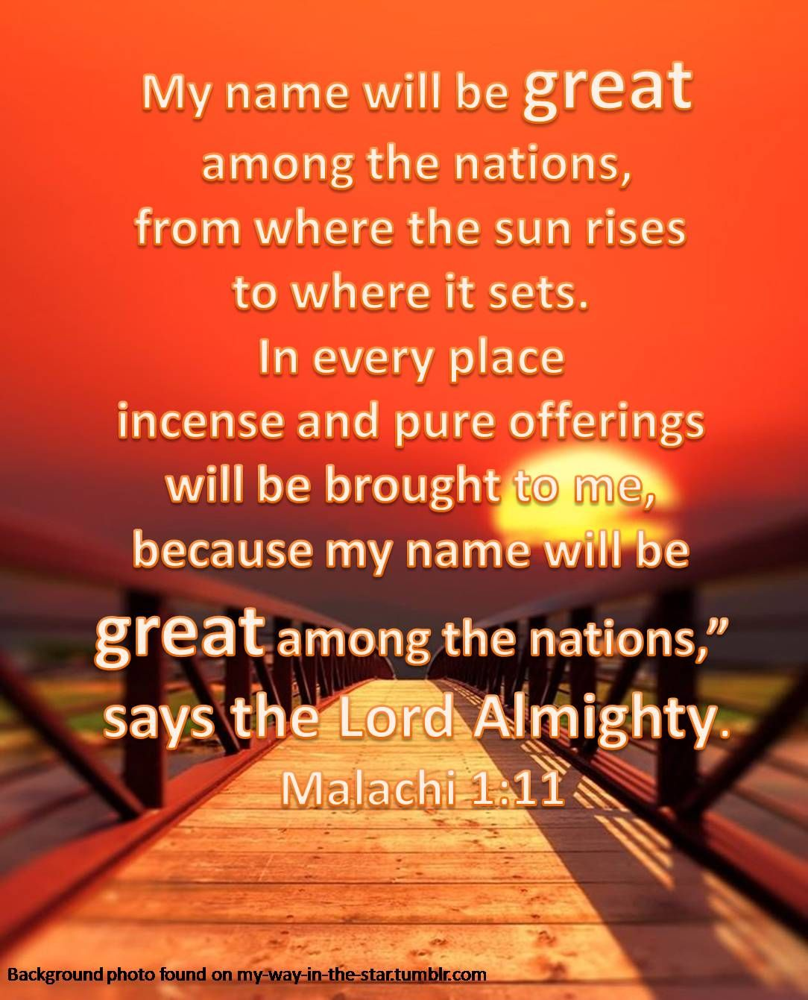 My name will be great
among the nations,
from where the sun rises
to where it sets.
In every place
incense and pure offerings
will be brought to me,
because my name will be
great among the nations,”
says the Lord Almighty.
Malachi 1:11
Background photo found on my-way-in-the-star.tumblr.com